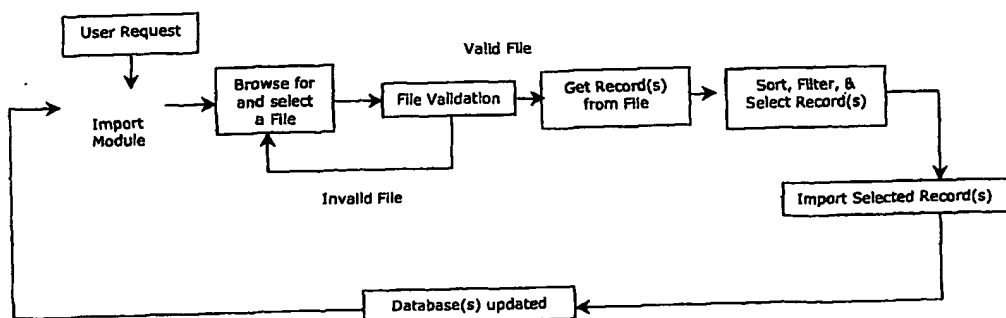 User Request
Valid File
Browse for
and select
a File
File Validation
Get Record(s)
from File
Sort, Filter, &
Select Record(s)
Import
Module
Invalid File
Import Selected Record(s)
Database(s) updated